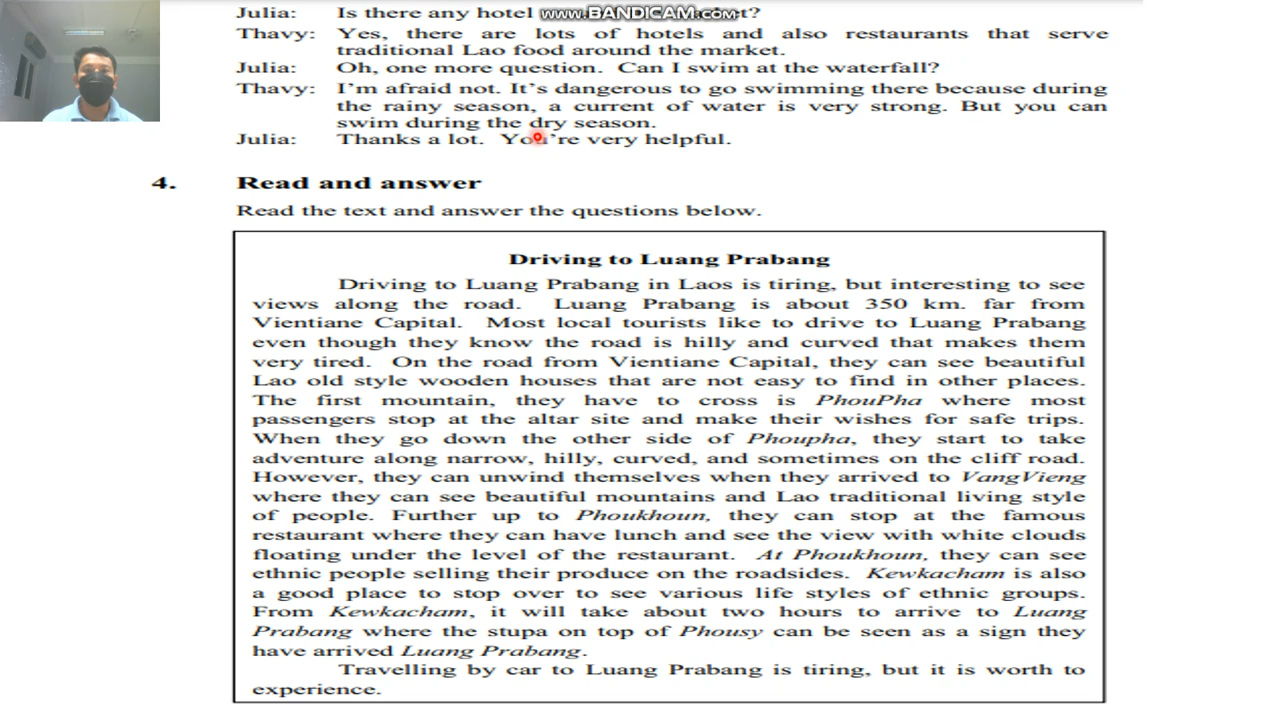 www.BANDICAM.com
Julia: Is there any hotel
Thavy: Yes, there are lots of hotels and also restaurants that serve
traditional Lao food around the market.
Julia: Oh, one more question. Can I swim at the waterfall?
Thavy: I'm afraid not. It's dangerous to go swimming there because during
the rainy season, a current of water is very strong. But you can
swim during the dry season.
Julia: Thanks a lot. You're very helpful.
4. Read and answer
Read the text and answer the questions below.
Driving to Luang Prabang
Driving to Luang Prabang in Laos is tiring, but interesting to see
views along the road. Luang Prabang is about 350 km. far from
Vientiane Capital. Most local tourists like to drive to Luang Prabang
even though they know the road is hilly and curved that makes them
very tired. On the road from Vientiane Capital, they can see beautiful
Lao old style wooden houses that are not easy to find in other places.
The first mountain, they have to cross is PhouPha where most
passengers stop at the altar site and make their wishes for safe trips.
When they go down the other side of Phoupha, they start to take
adventure along narrow, hilly, curved, and sometimes on the cliff road.
However, they can unwind themselves when they arrived to VangVieng
where they can see beautiful mountains and Lao traditional living style
of people. Further up to Phoukhoun, they can stop at the famous
restaurant where they can have lunch and see the view with white clouds
floating under the level of the restaurant. At Phoukhoun, they can see
ethnic people selling their produce on the roadsides. Kewkacham is also
a good place to stop over to see various life styles of ethnic groups.
From Kewkacham, it will take about two hours to arrive to Luang
Prabang where the stupa on top of Phousy can be seen as a sign they
have arrived Luang Prabang.
Travelling by car to Luang Prabang is tiring, but it is worth to
experience.